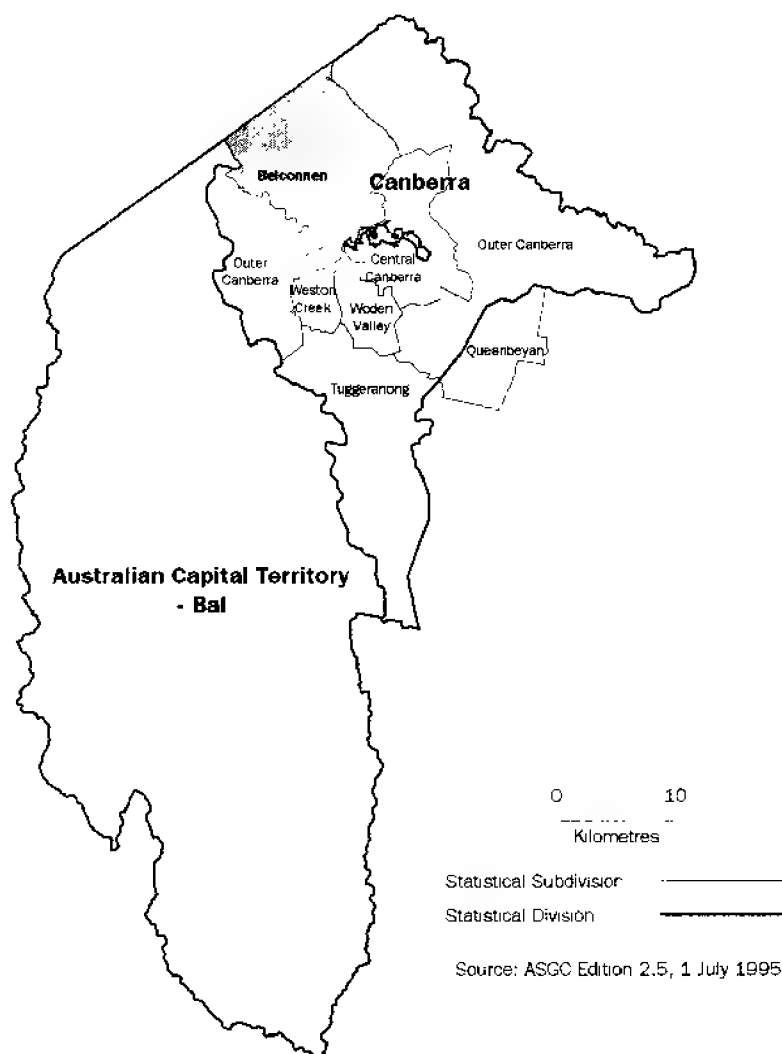 Belconnen
Canberra
Outer Canberra
Outer
Canberra
Central
Canberra
Weston
Creek
Woden
Valley
Queanbeyan
Tuggeranong
Australian Capital Territory
- Bal
0 10
Kilometres
Statistical Subdivision
Statistical Division
Source: ASGC Edition 2.5, 1 July 1995